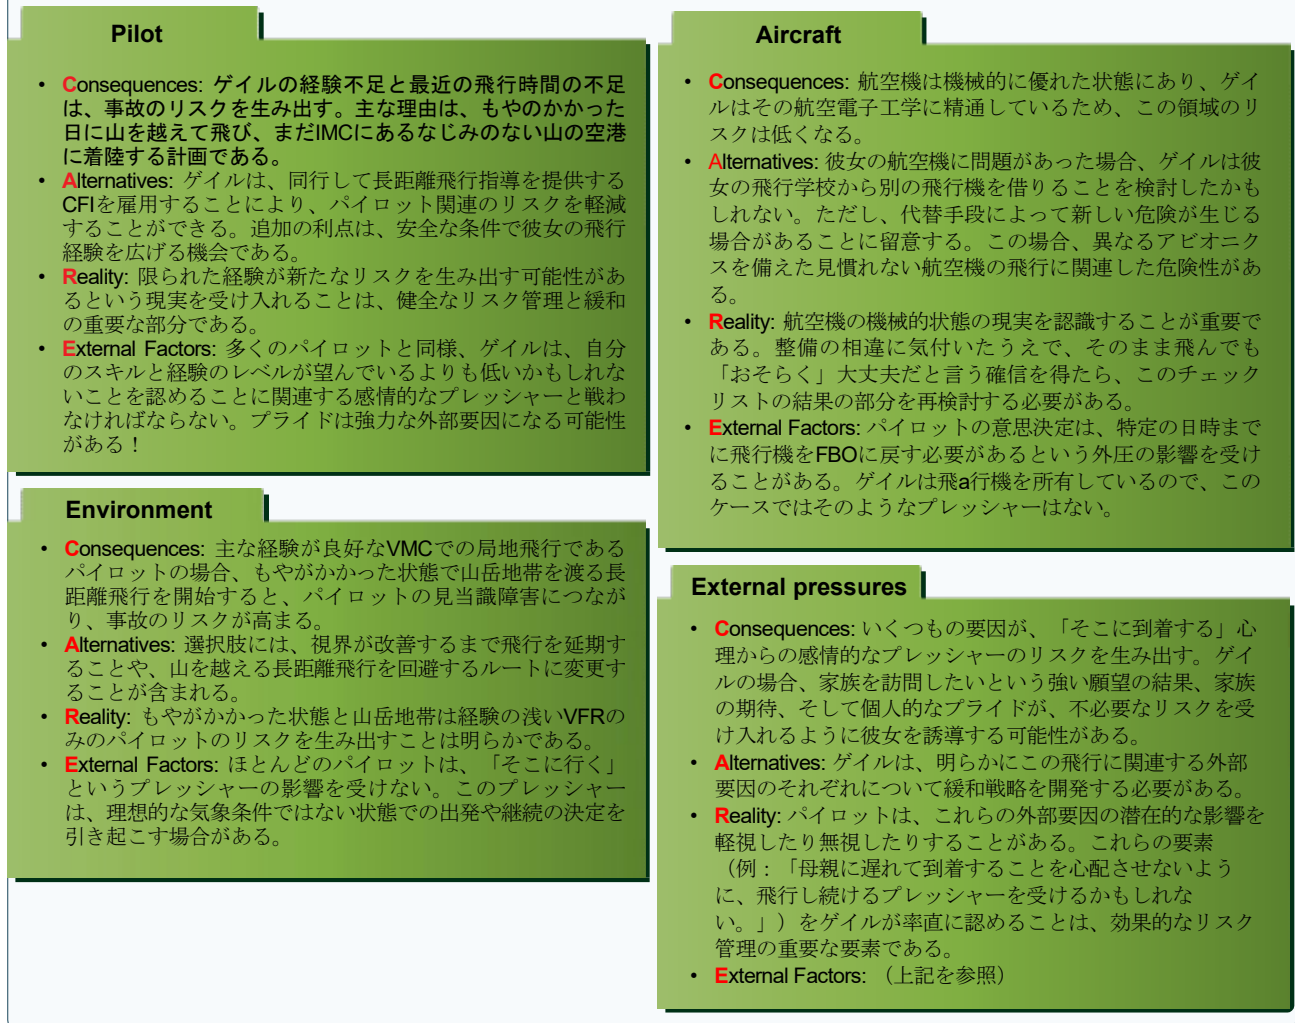 Pilot
• Consequences: ゲイルの経験不足と最近の飛行時間の不足
は、事故のリスクを生み出す。主な理由は、もやのかかった
日に山を越えて飛び、まだIMCにあるなじみのない山の空港
に着陸する計画である。
• Alternatives: ゲイルは、同行して長距離飛行指導を提供する
CFIを雇用することにより、パイロット関連のリスクを軽減
することができる。追加の利点は、安全な条件で彼女の飛行
経験を広げる機会である。
• Reality: 限られた経験が新たなリスクを生み出す可能性があ
るという現実を受け入れることは、健全なリスク管理と緩和
の重要な部分である。
• External Factors: 多くのパイロットと同様、ゲイルは、自分
のスキルと経験のレベルが望んでいるよりも低いかもしれな
いことを認めることに関連する感情的なプレッシャーと戦わ
なければならない。プライドは強力な外部要因になる可能性
がある！
Environment
• Consequences: 主な経験が良好なVMCでの局地飛行である
パイロットの場合、もやがかかった状態で山岳地帯を渡る長
距離飛行を開始すると、パイロットの見当識障害につなが
り、事故のリスクが高まる。
• Alternatives: 選択肢には、視界が改善するまで飛行を延期す
ることや、山を越える長距離飛行を回避するルートに変更す
ることが含まれる。
• Reality: もやがかかった状態と山岳地帯は経験の浅いVFRの
みのパイロットのリスクを生み出すことは明らかである。
• External Factors: ほとんどのパイロットは、「そこに行く」
というプレッシャーの影響を受けない。このプレッシャー
は、理想的な気象条件ではない状態での出発や継続の決定を
引き起こす場合がある。
Aircraft
• Consequences: 航空機は機械的に優れた状態にあり、ゲイ
ルはその航空電子工学に精通しているため、この領域のリ
スクは低くなる。
• Alternatives: 彼女の航空機に問題があった場合、ゲイルは彼
女の飛行学校から別の飛行機を借りることを検討したかも
しれない。ただし、代替手段によって新しい危険が生じる
場合があることに留意する。この場合、異なるアビオニク
スを備えた見慣れない航空機の飛行に関連した危険性があ
る。
• Reality: 航空機の機械的状態の現実を認識することが重要で
ある。整備の相違に気付いたうえで、そのまま飛んでも
「おそらく」大丈夫だと言う確信を得たら、このチェック
リストの結果の部分を再検討する必要がある。
• External Factors: パイロットの意思決定は、特定の日時まで
に飛行機をFBOに戻す必要があるという外圧の影響を受け
ることがある。ゲイルは飛a行機を所有しているので、この
ケースではそのようなプレッシャーはない。
External pressures
• Consequences: いくつもの要因が、「そこに到着する」心
理からの感情的なプレッシャーのリスクを生み出す。ゲイ
ルの場合、家族を訪問したいという強い願望の結果、家族
の期待、そして個人的なプライドが、不必要なリスクを受
け入れるように彼女を誘導する可能性がある。
• Alternatives: ゲイルは、明らかにこの飛行に関連する外部
要因のそれぞれについて緩和戦略を開発する必要がある。
• Reality: パイロットは、これらの外部要因の潜在的な影響を
軽視したり無視したりすることがある。これらの要素
（例：「母親に遅れて到着することを心配させないよう
に、飛行し続けるプレッシャーを受けるかもしれな
い。」）をゲイルが率直に認めることは、効果的なリスク
管理の重要な要素である。
• External Factors: （上記を参照）